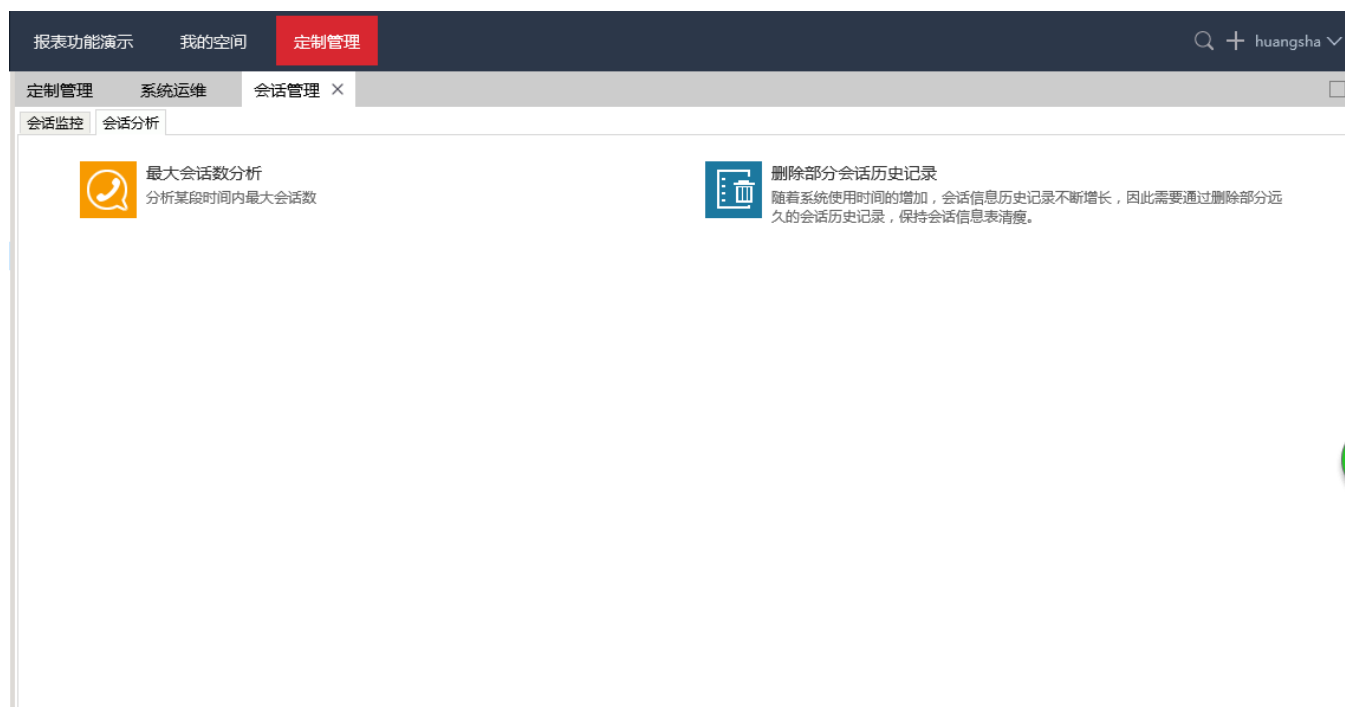 报表功能演示 我的空间 定制管理 huangsha
定制管理 系统运维 会话管理
会话监控 会话分析
最大会话数分析
分析某段时间内最大会话数
删除部分会话历史记录
随着系统使用时间的增加，会话信息历史记录不断增长，因此需要通过删除部分远
久的会话历史记录，保持会话信息表清瘦。